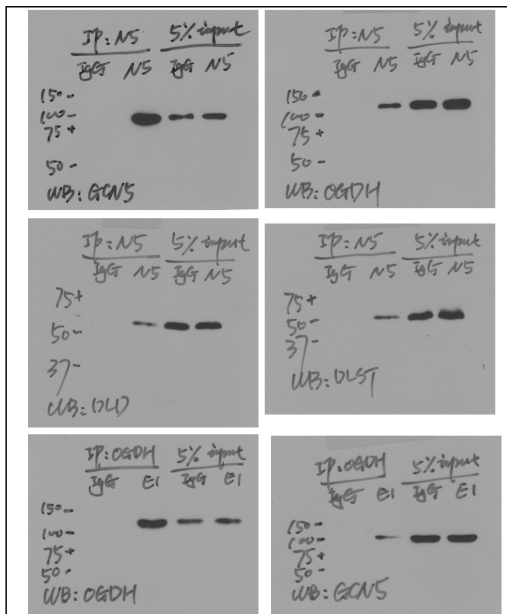 IP: N5 5% input
IgG N5 IgG N5
150-
100-
75+
50-
WB: GCN5
IP: N5 5% input
IgG N5 IgG N5
150-
100-
75+
50-
WB: OGDH
IP: N5 5% input
IgG N5 IgG N5
75+
50-
37-
WB: DLD
IP: N5 5% input
IgG N5 IgG N5
75+
50-
37-
WB: DLST
IP: OGDH 5% input
IgG E1 IgG E1
150-
100-
75+
50-
WB: OGDH
IP: OGDH 5% input
IgG E1 IgG E1
150-
100-
75+
50-
WB: GCN5